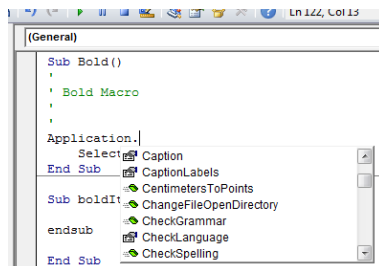 Ln 122, Col 13
(General)
Sub Bold()
'
' Bold Macro
'
'
Application.
Select
End Sub
Caption
CaptionLabels
CentimetersToPoints
ChangeFileOpenDirectory
CheckGrammar
CheckLanguage
CheckSpelling
Sub boldIt
endsub
End Sub